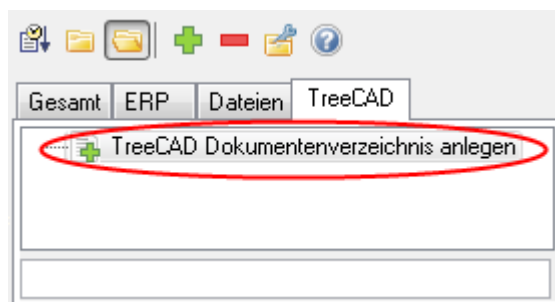 Gesamt ERP Dateien TreeCAD
TreeCAD Dokumentenverzeichnis anlegen